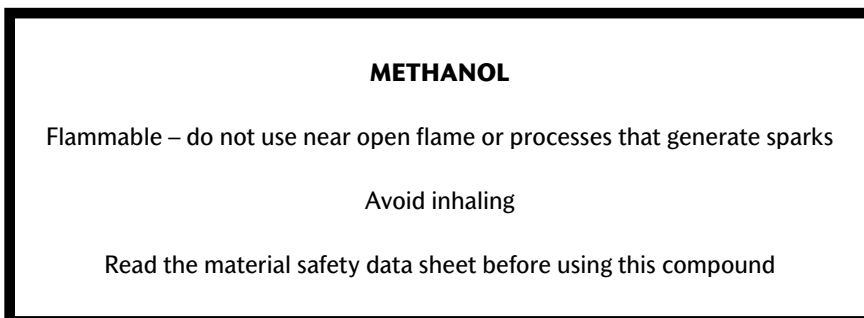 METHANOL
Flammable – do not use near open flame or processes that generate sparks
Avoid inhaling
Read the material safety data sheet before using this compound